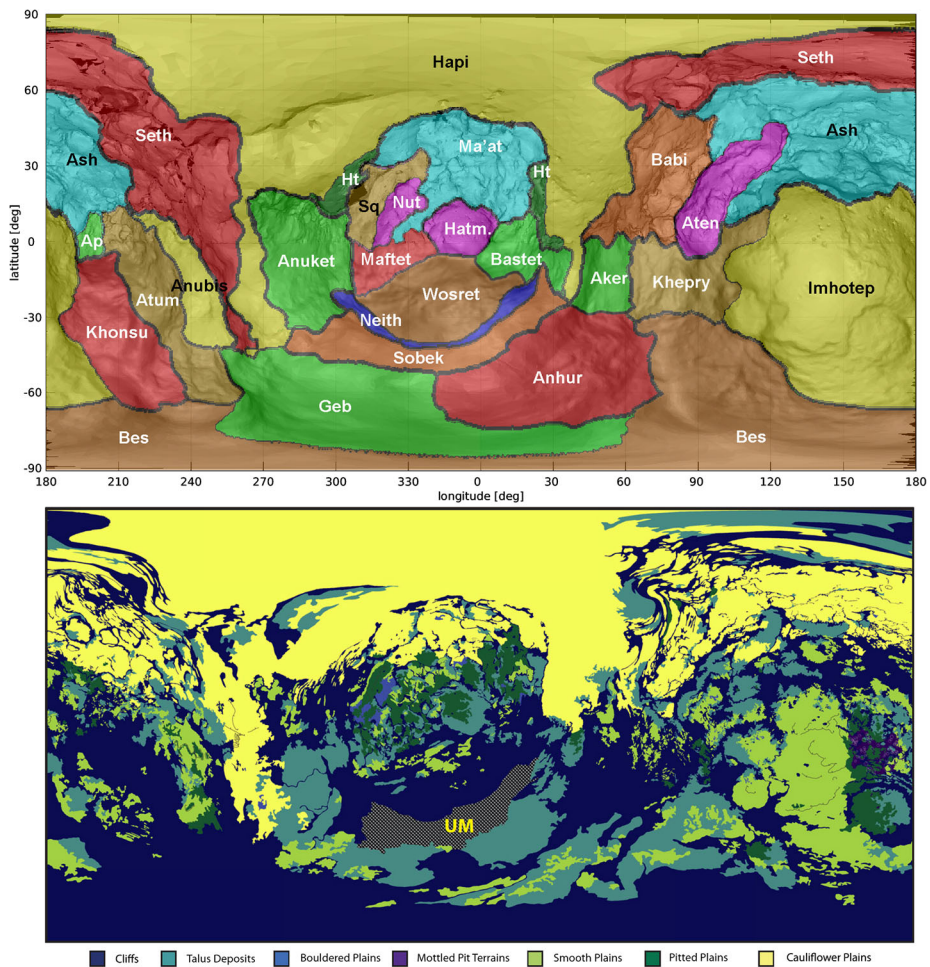 90
60
30
0
-30
-60
-90
latitude [deg]
Hapi
Seth
Seth
Ash
Ash
Ma'at
Babi
Ht
Ht
Sq
Nut
Aten
Hatm.
Ap
Anuket
Maftet
Bastet
Aker
Khepry
Imhotep
Atum
Anubis
Wosret
Khonsu
Neith
Sobek
Anhur
Geb
Bes
Bes
180 210 240 270 300 330 0 30 60 90 120 150 180
longitude [deg]
UM
Cliffs Talus Deposits Bouldered Plains Mottled Pit Terrains Smooth Plains Pitted Plains Cauliflower Plains